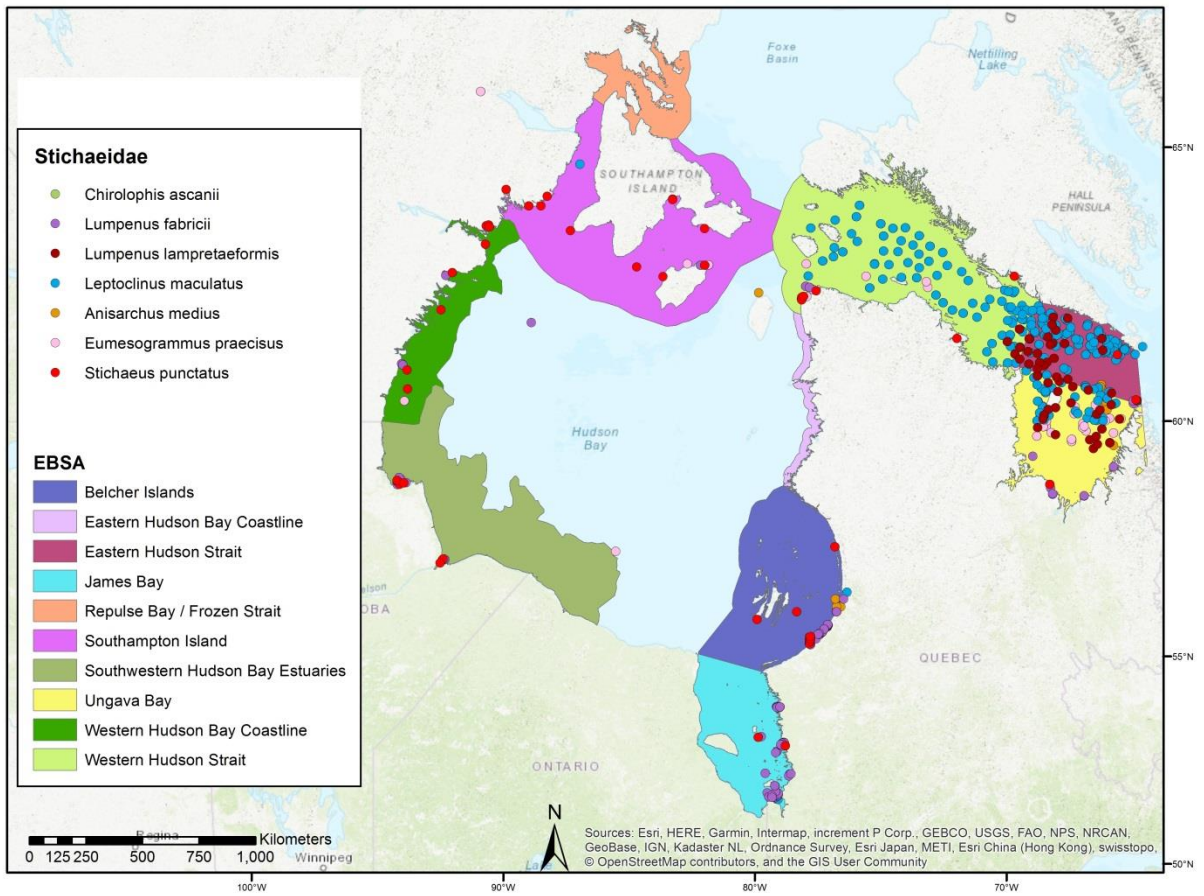 Foxe
Basin
Nettilling
Lake
LAND PENINSULA
D
65°N
SOUTHAMPTON
ISLAND
HALL
PENINSULA
Stichaeidae
Chirolophis ascanii
Lumpenus fabricii
Lumpenus lampretaeformis
Leptoclinus maculatus
Anisarchus medius
Eumesogrammus praecisus
Stichaeus punctatus
60°N
Hudson
Bay
EBSA
Belcher Islands
Eastern Hudson Bay Coastline
Eastern Hudson Strait
James Bay
Repulse Bay / Frozen Strait
Southampton Island
Southwestern Hudson Bay Estuaries
Ungava Bay
Western Hudson Bay Coastline
Western Hudson Strait
elson
OBA
55°N
QUEBEC
ONTARIO
N
Kilometers
0 125 250 500 750 1,000
Regina
Winnipeg
Lake
Sources: Esri, HERE, Garmin, Intermap, increment P Corp., GEBCO, USGS, FAO, NPS, NRCAN,
GeoBase, IGN, Kadaster NL, Ordnance Survey, Esri Japan, METI, Esri China (Hong Kong), swisstopo,
© OpenStreetMap contributors, and the GIS User Community
50°N
100°W 90°W 80°W 70°W